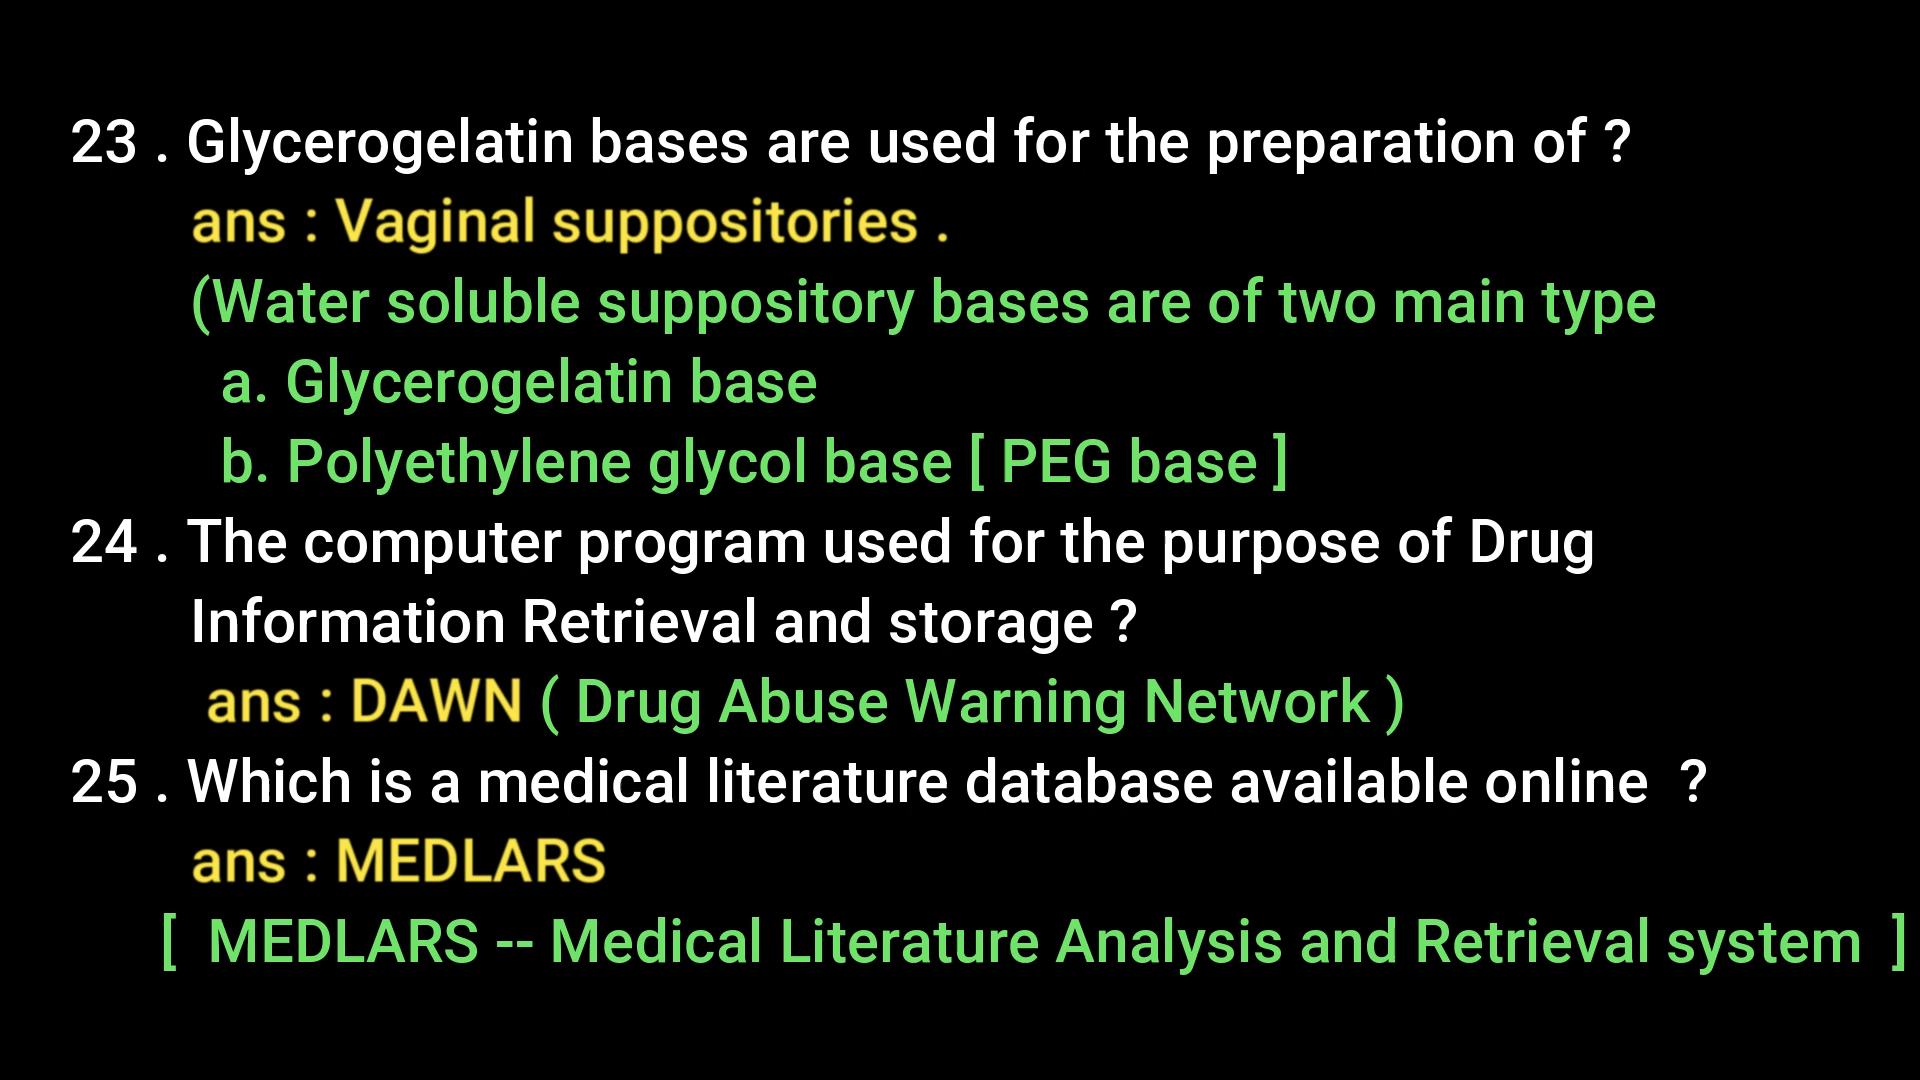 23 . Glycerogelatin bases are used for the preparation of ?
ans : Vaginal suppositories .
(Water soluble suppository bases are of two main type
a. Glycerogelatin base
b. Polyethylene glycol base [ PEG base ]
24 . The computer program used for the purpose of Drug
Information Retrieval and storage ?
ans : DAWN ( Drug Abuse Warning Network )
25 . Which is a medical literature database available online  ?
ans : MEDLARS
[  MEDLARS -- Medical Literature Analysis and Retrieval system  ]